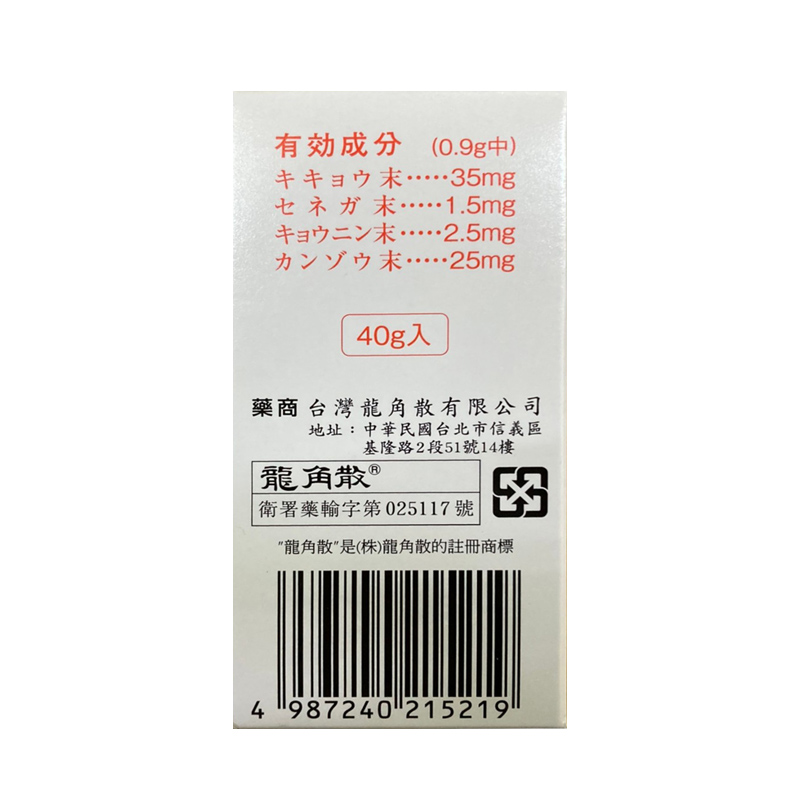 有効成分 (0.9g中)
キキョウ末·····35mg
セネガ末·····1.5mg
キョウニン末·····2.5mg
カンゾウ末·····25mg
40g入
藥商 台灣龍角散有限公司
地址：中華民國台北市信義區
基隆路2段51號14樓
龍角散®
衛署藥輸字第025117號
"龍角散"是(株)龍角散的註冊商標
4 987240 215219